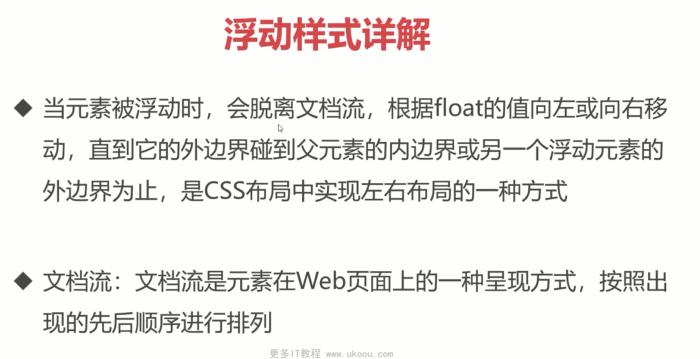 浮动样式详解
◆ 当元素被浮动时，会脱离文档流，根据float的值向左或向右移
动，直到它的外边界碰到父元素的内边界或另一个浮动元素的
外边界为止，是CSS布局中实现左右布局的一种方式
◆ 文档流：文档流是元素在Web页面上的一种呈现方式，按照出
现的先后顺序进行排列
更多IT教程 www.ukoou.com